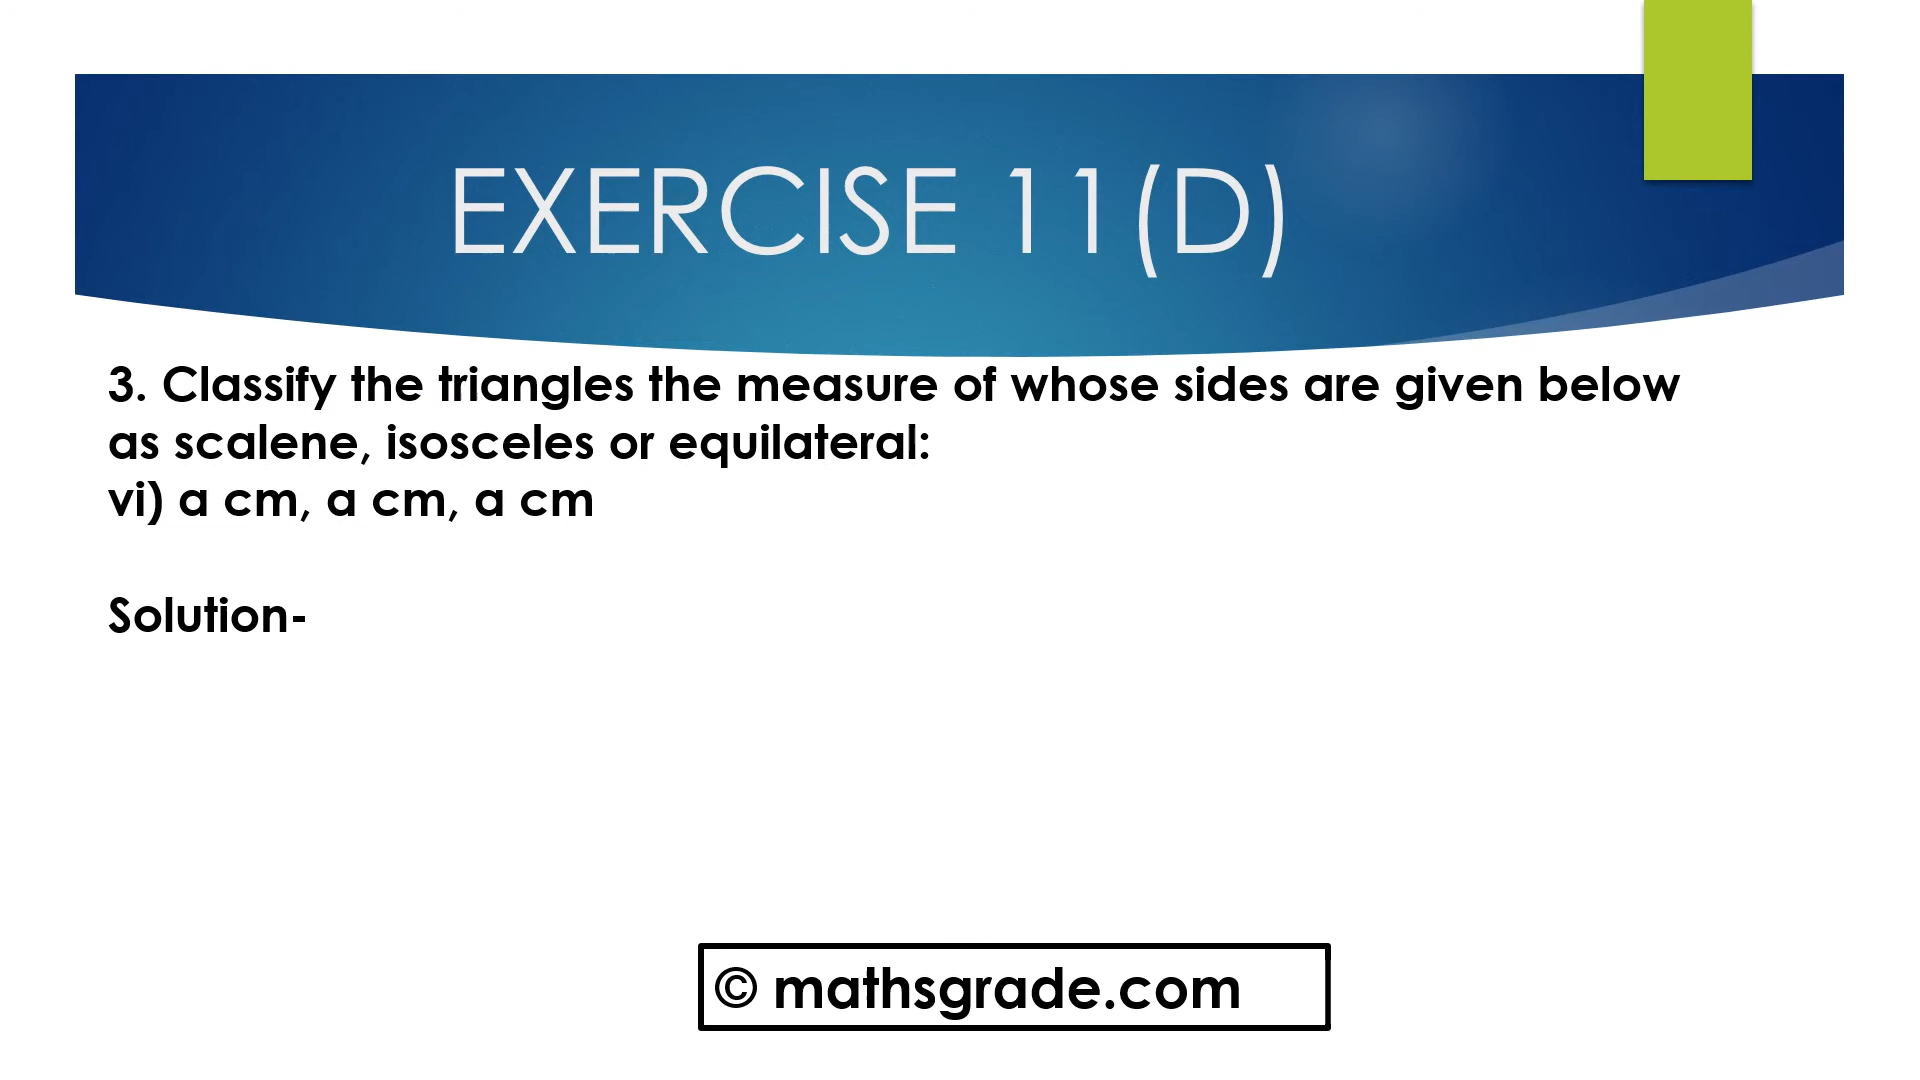 EXERCISE 11(D)
3. Classify the triangles the measure of whose sides are given below
as scalene, isosceles or equilateral:
vi) a cm, a cm, a cm
Solution-
© mathsgrade.com